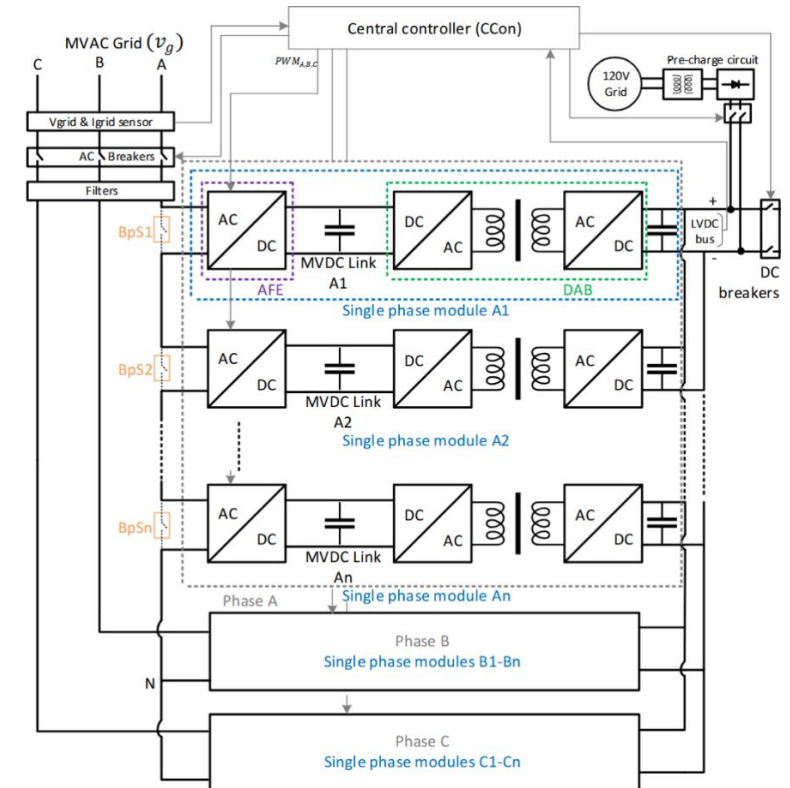 Central controller (CCon)
MVAC Grid (v_g)
C B A
PWM_{A,B,C}
Pre-charge circuit
120V
Grid
Vgrid & Igrid sensor
AC Breakers
Filters
BpS1
AC
DC
MVDC Link
A1
AFE
DC
AC
AC
DC
DAB
+
LVDC
bus
-
DC
breakers
Single phase module A1
BpS2
AC
DC
MVDC Link
A2
DC
AC
AC
DC
Single phase module A2
BpSn
AC
DC
MVDC Link
An
DC
AC
AC
DC
Phase A
Single phase module An
Phase B
Single phase modules B1-Bn
N
Phase C
Single phase modules C1-Cn